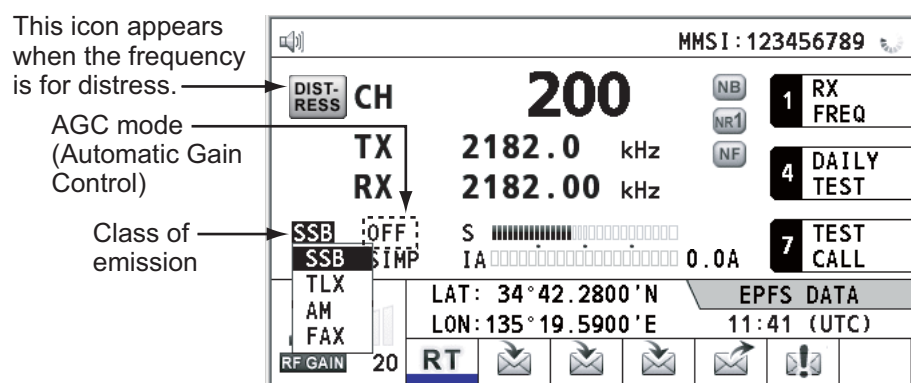 This icon appears
when the frequency
is for distress.
AGC mode
(Automatic Gain
Control)
Class of
emission
MMSI:123456789
DIST-
RESS
CH 200
NB
NR1
NF
1 RX
FREQ
TX 2182.0 kHz
RX 2182.00 kHz
4 DAILY
TEST
SSB OFF
SIMP
S
IA 0.0A
7 TEST
CALL
SSB
TLX
AM
FAX
LAT: 34°42.2800'N
LON:135°19.5900'E
EPFS DATA
11:41 (UTC)
RF GAIN 20
RT